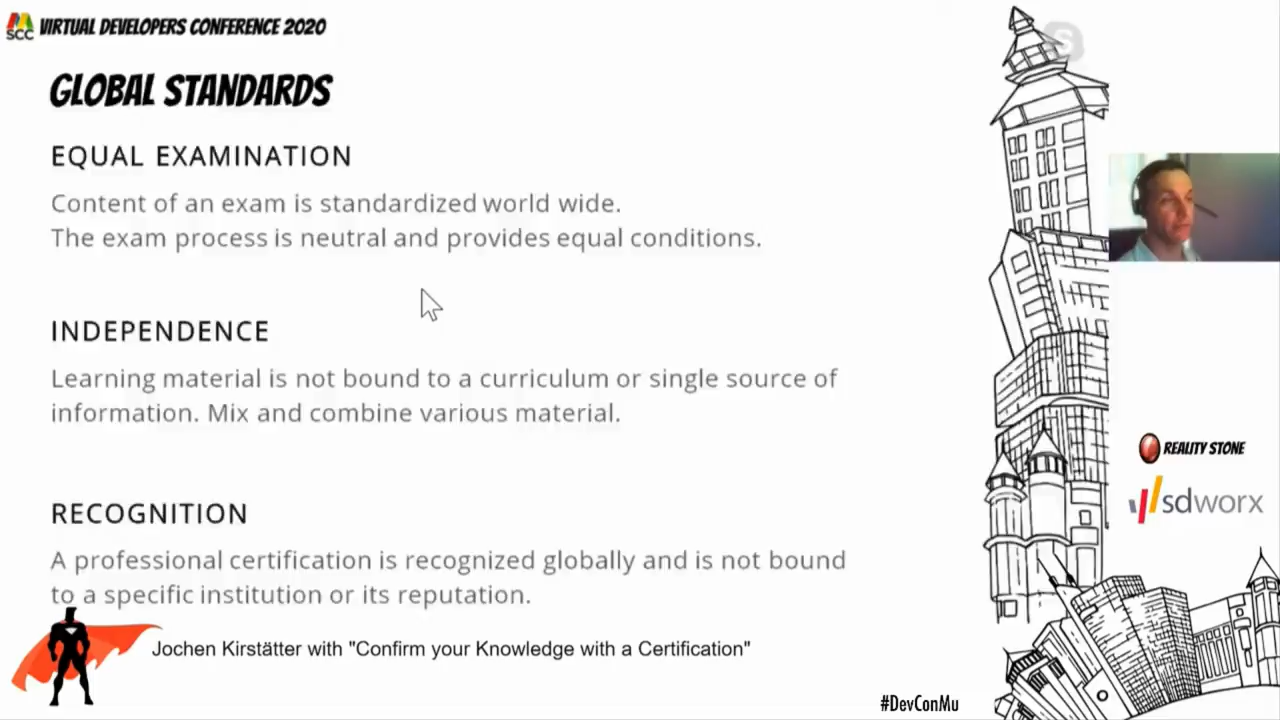 SCC
VIRTUAL DEVELOPERS CONFERENCE 2020
GLOBAL STANDARDS
EQUAL EXAMINATION
Content of an exam is standardized world wide.
The exam process is neutral and provides equal conditions.
INDEPENDENCE
Learning material is not bound to a curriculum or single source of
information. Mix and combine various material.
RECOGNITION
A professional certification is recognized globally and is not bound
to a specific institution or its reputation.
Jochen Kirstätter with "Confirm your Knowledge with a Certification"
S
REALITY STONE
sdworx
#DevConMu